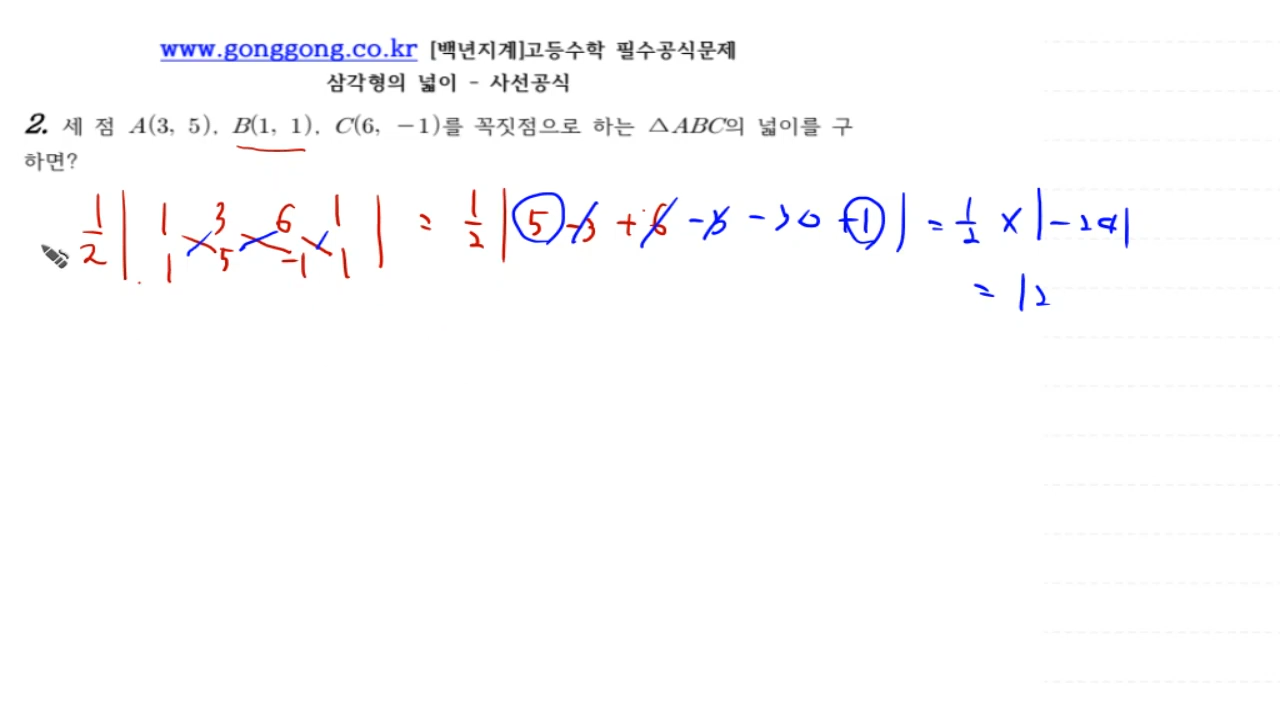 www.gonggong.co.kr [백년지계]고등수학 필수공식문제
삼각형의 넓이 - 사선공식
2. 세 점 A(3, 5), B(1, 1), C(6, -1)를 꼭짓점으로 하는 △ABC의 넓이를 구
하면?
1/2 | 1 3 6 1 | = 1/2 | 5 -3 +6 - -30 +1 | = 1/2 × |-24|
1 5 -1 1
= 12